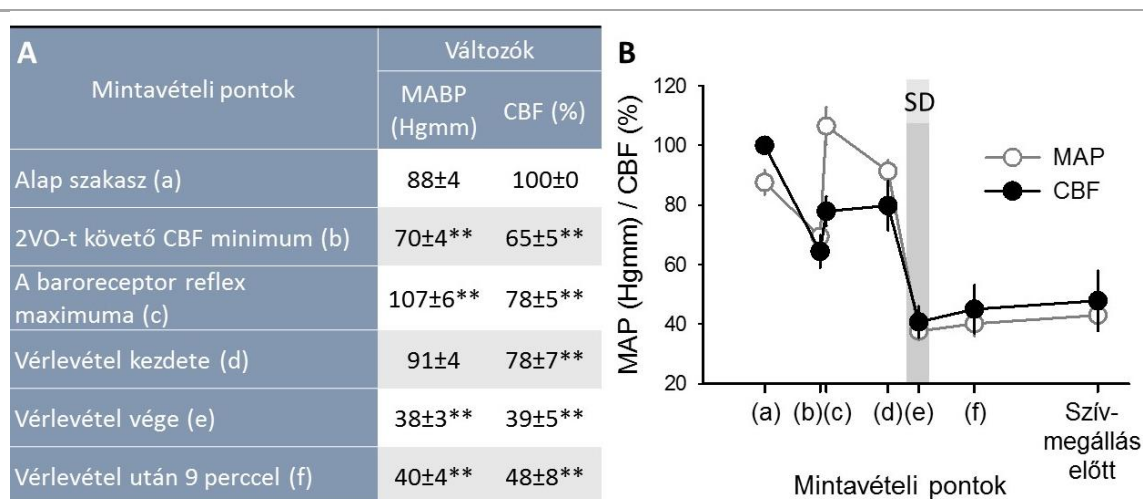 A
Mintavételi pontok
Változók
MABP
(Hgmm)
CBF (%)
Alap szakasz (a)
88±4
100±0
2VO-t követő CBF minimum (b)
70±4**
65±5**
A baroreceptor reflex
maximuma (c)
107±6**
78±5**
Vérlevétel kezdete (d)
91±4
78±7**
Vérlevétel vége (e)
38±3**
39±5**
Vérlevétel után 9 perccel (f)
40±4**
48±8**
B
MAP (Hgmm) / CBF (%)
120
100
80
60
40
20
SD
MAP
CBF
(a)
(b)
(c)
(d)
(e)
(f)
Szív-
megállás
előtt
Mintavételi pontok